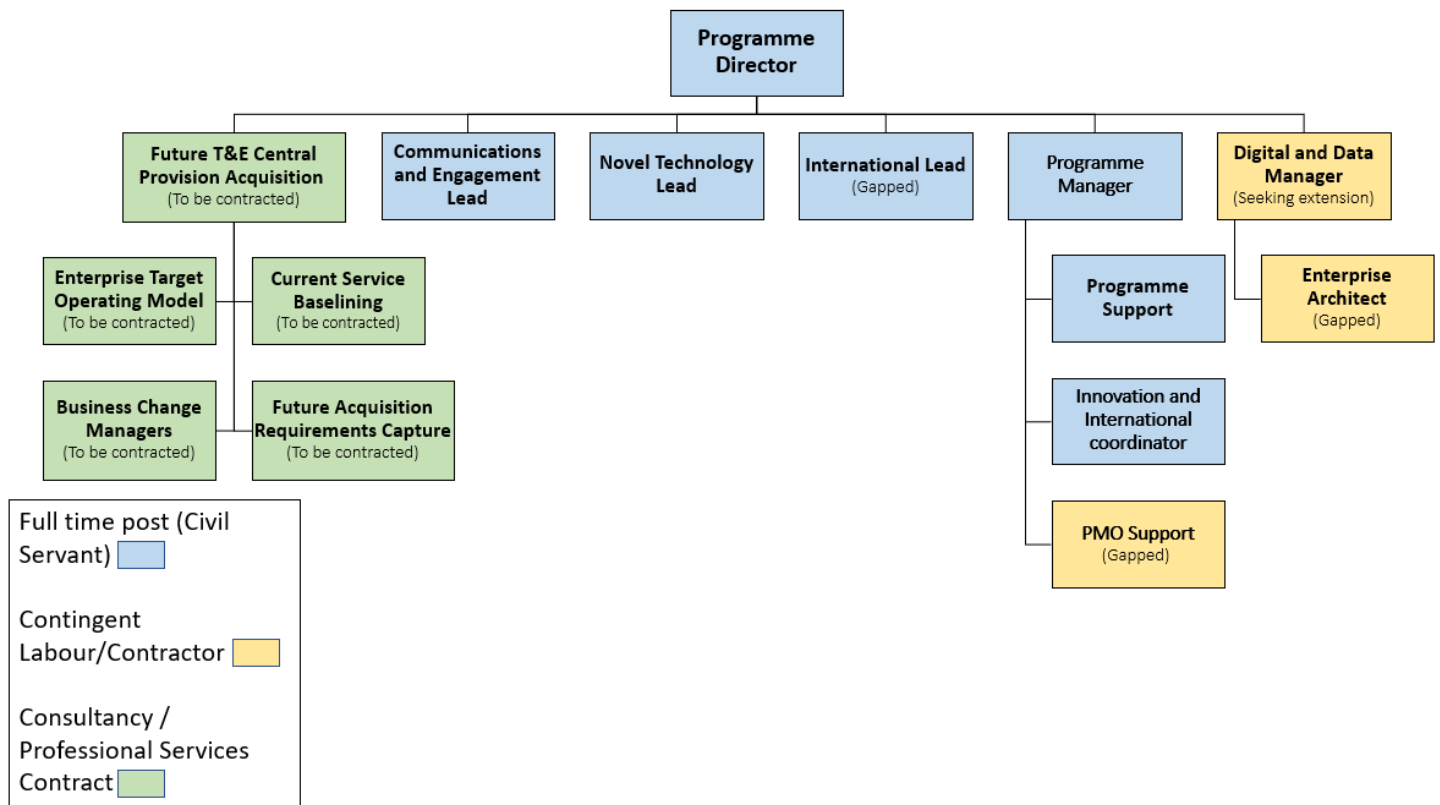 Programme
Director
Future T&E Central
Provision Acquisition
(To be contracted)
Communications
and Engagement
Lead
Novel Technology
Lead
International Lead
(Gapped)
Programme
Manager
Digital and Data
Manager
(Seeking extension)
Enterprise Target
Operating Model
(To be contracted)
Current Service
Baselining
(To be contracted)
Programme
Support
Enterprise
Architect
(Gapped)
Business Change
Managers
(To be contracted)
Future Acquisition
Requirements Capture
(To be contracted)
Innovation and
International
coordinator
PMO Support
(Gapped)
Full time post (Civil
Servant)
Contingent
Labour/Contractor
Consultancy /
Professional Services
Contract